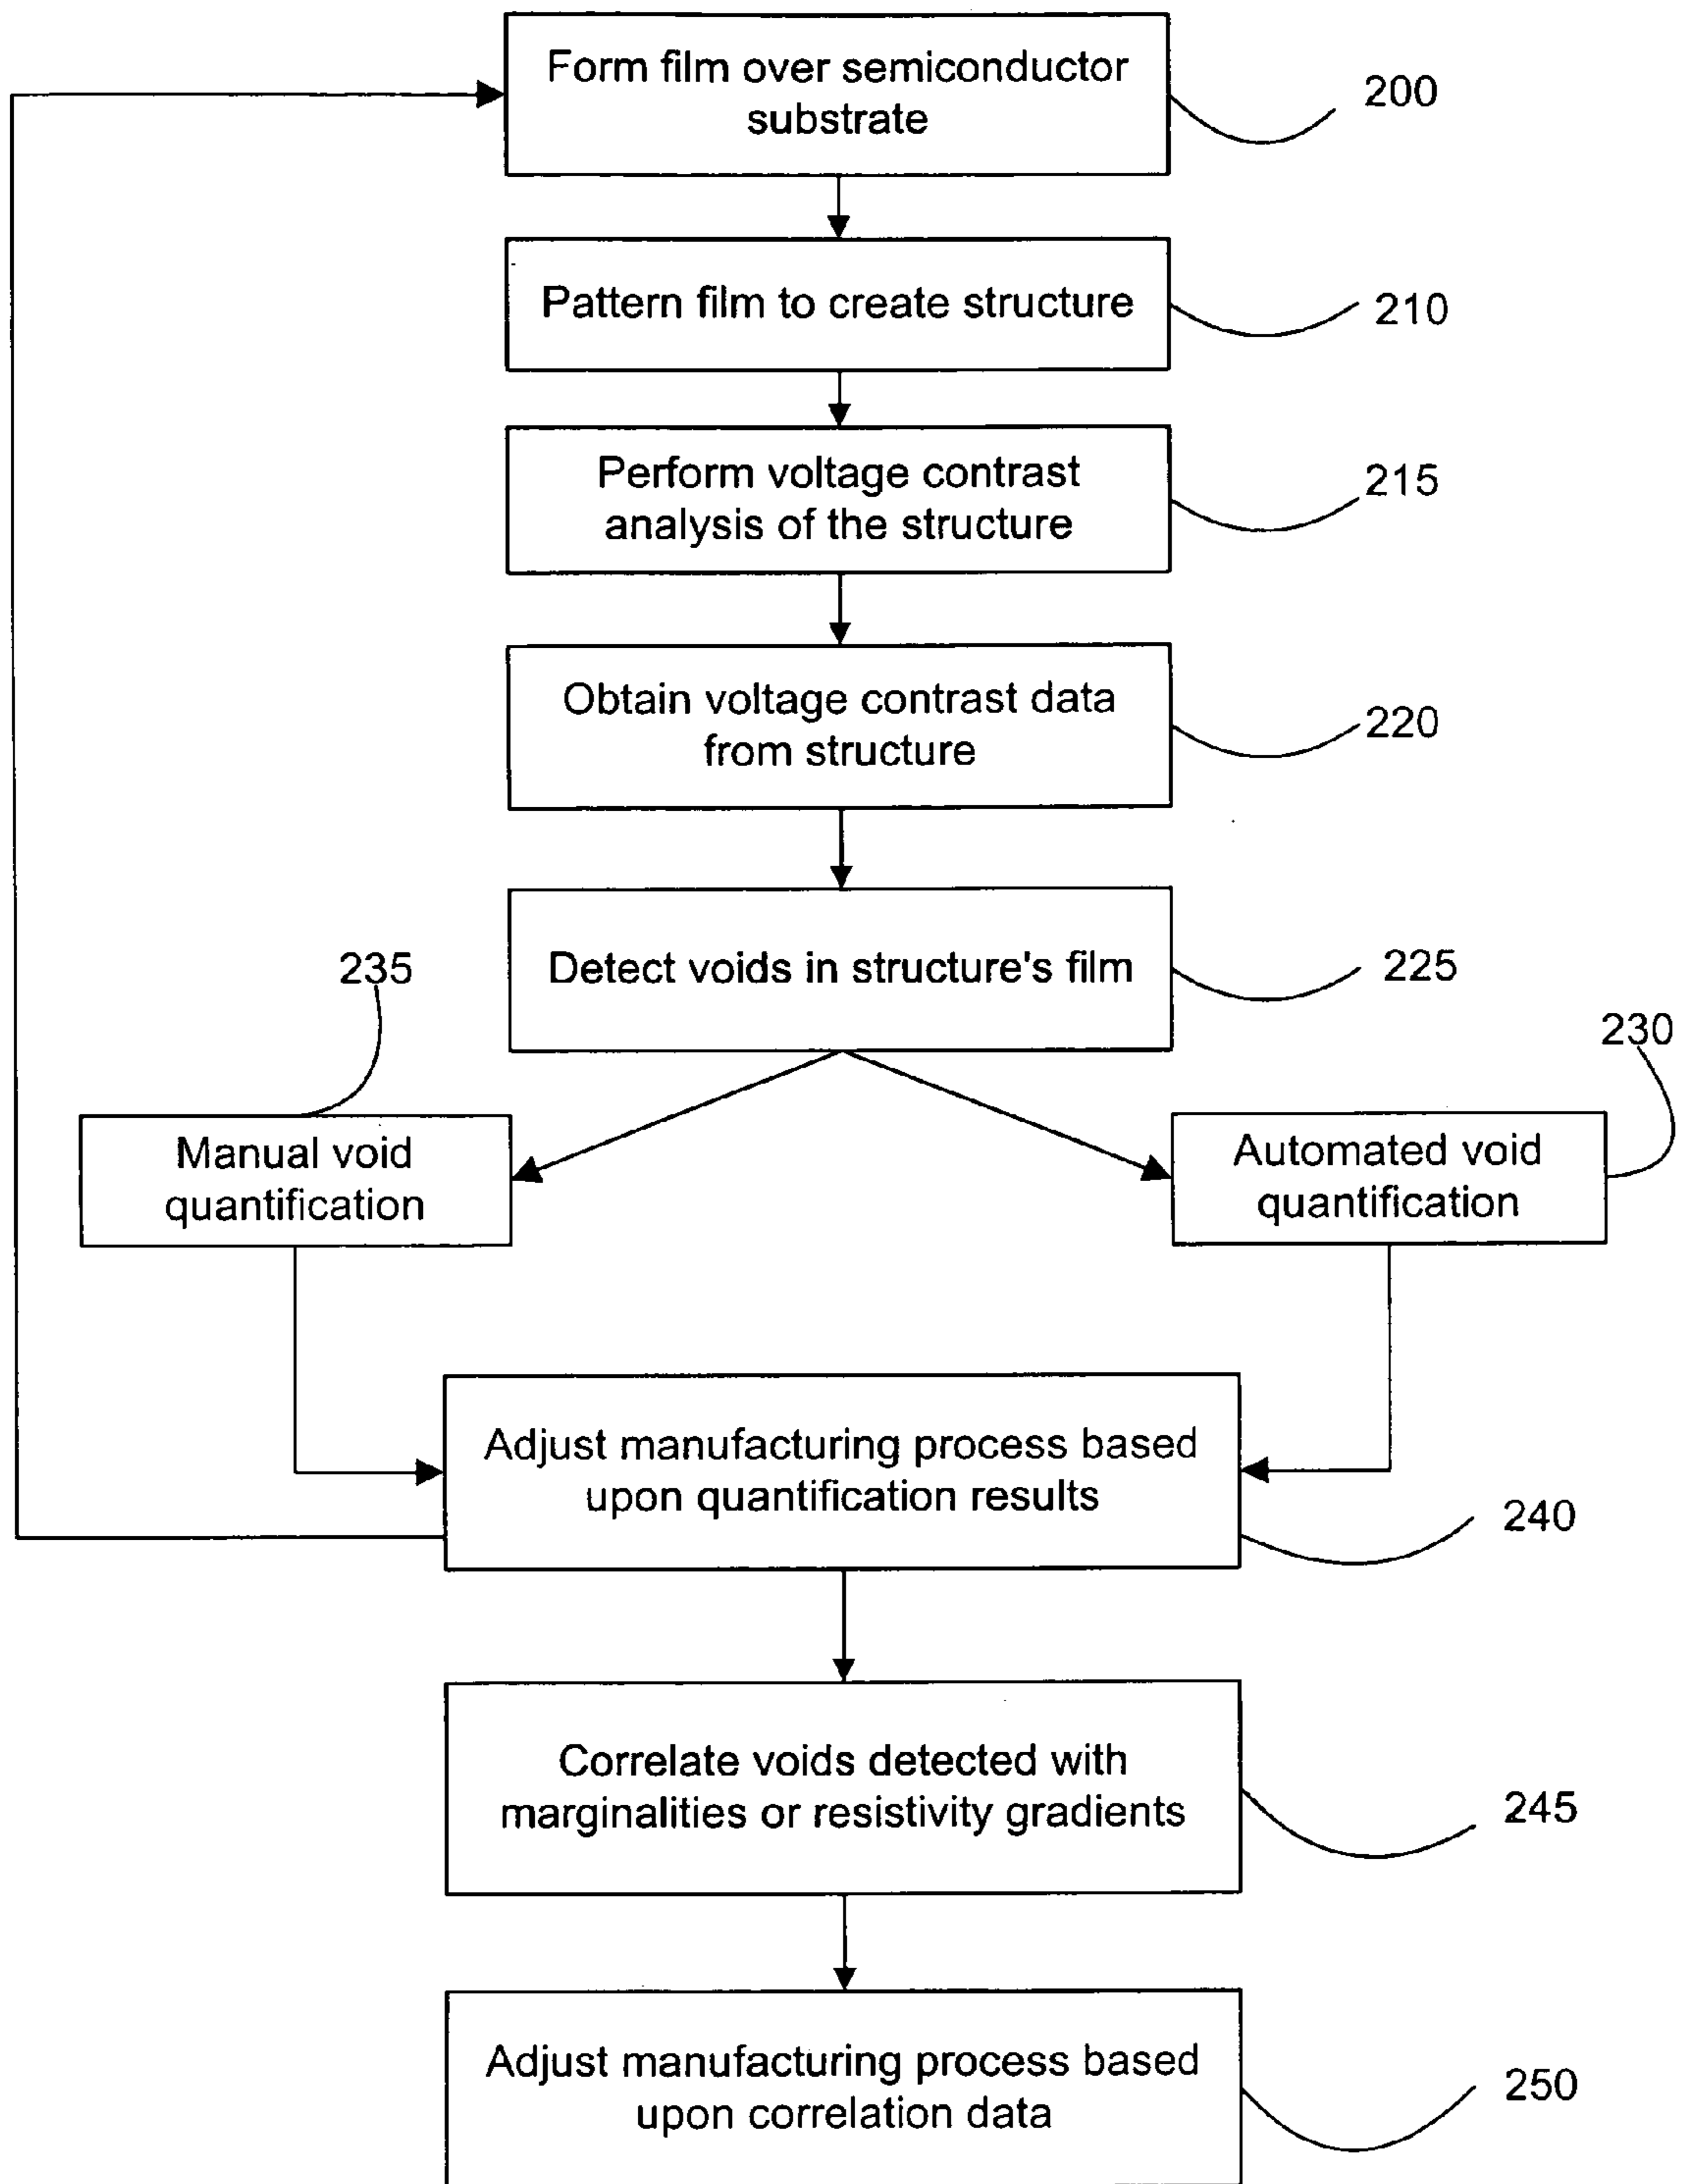 Form film over semiconductor
substrate
200
Pattern film to create structure
210
Perform voltage contrast
analysis of the structure
215
Obtain voltage contrast data
from structure
220
Detect voids in structure's film
225
235
230
Manual void
quantification
Automated void
quantification
Adjust manufacturing process based
upon quantification results
240
Correlate voids detected with
marginalities or resistivity gradients
245
Adjust manufacturing process based
upon correlation data
250